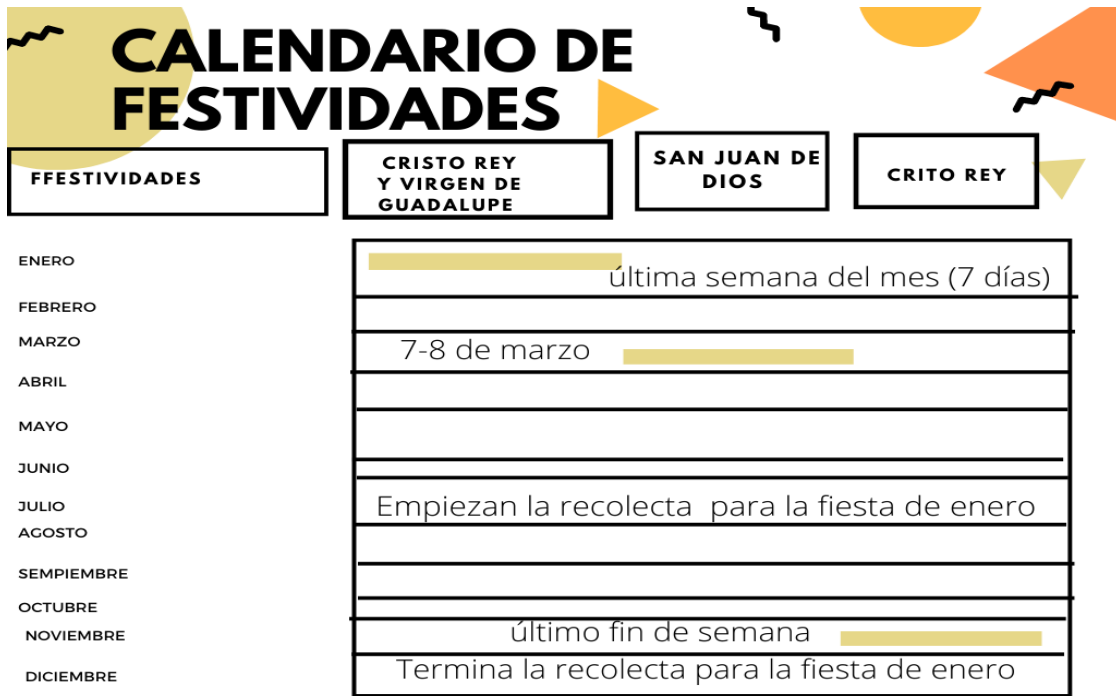 CALENDARIO DE
FESTIVIDADES
FFESTIVIDADES
CRISTO REY
Y VIRGEN DE
GUADALUPE
SAN JUAN DE
DIOS
CRITO REY
ENERO
última semana del mes (7 días)
FEBRERO
MARZO
7-8 de marzo
ABRIL
MAYO
JUNIO
JULIO
Empiezan la recolecta para la fiesta de enero
AGOSTO
SEMPIEMBRE
OCTUBRE
NOVIEMBRE
último fin de semana
DICIEMBRE
Termina la recolecta para la fiesta de enero